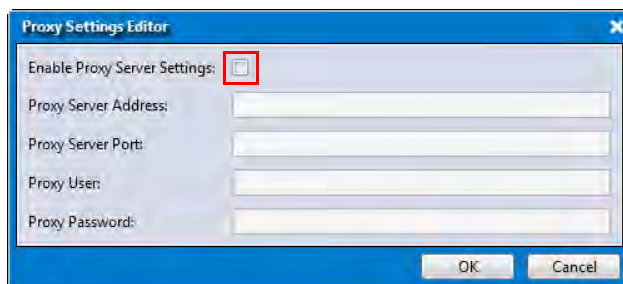 Proxy Settings Editor
Enable Proxy Server Settings:
Proxy Server Address:
Proxy Server Port:
Proxy User:
Proxy Password:
OK Cancel